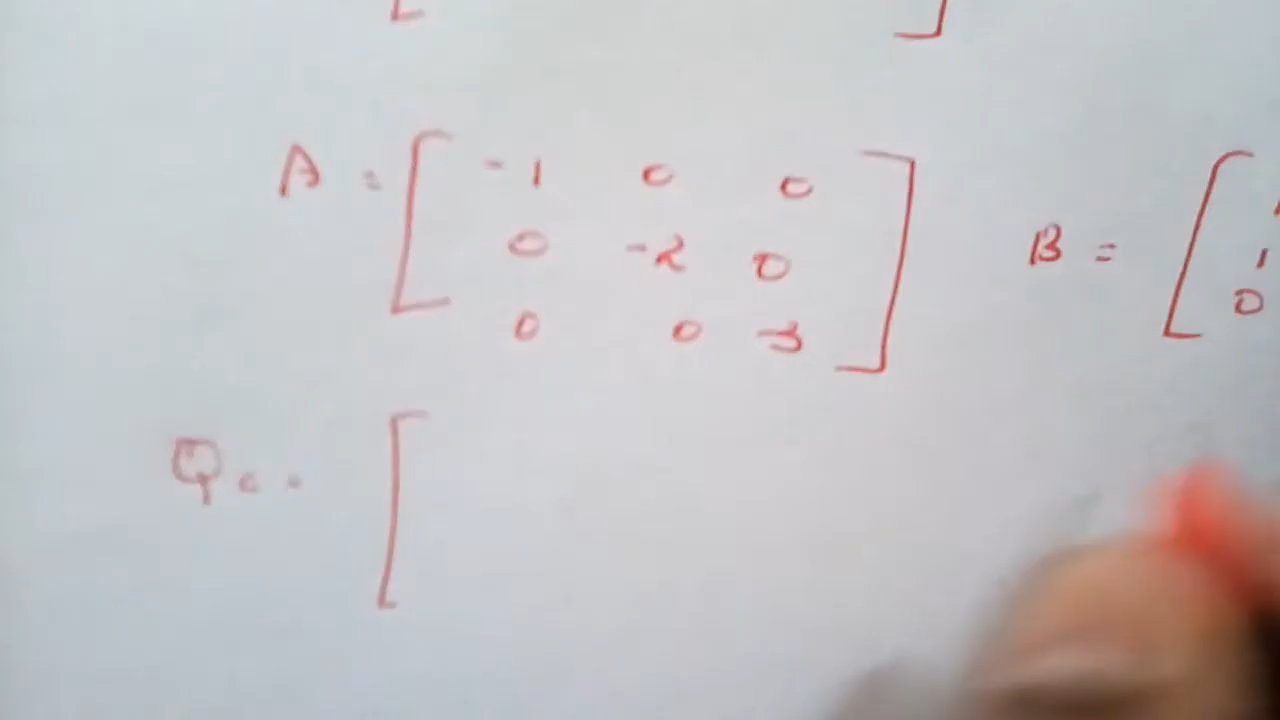 A = [ -1 0 0
0 -2 0
0 0 -3 ]
B = [
1
0
Qc = [